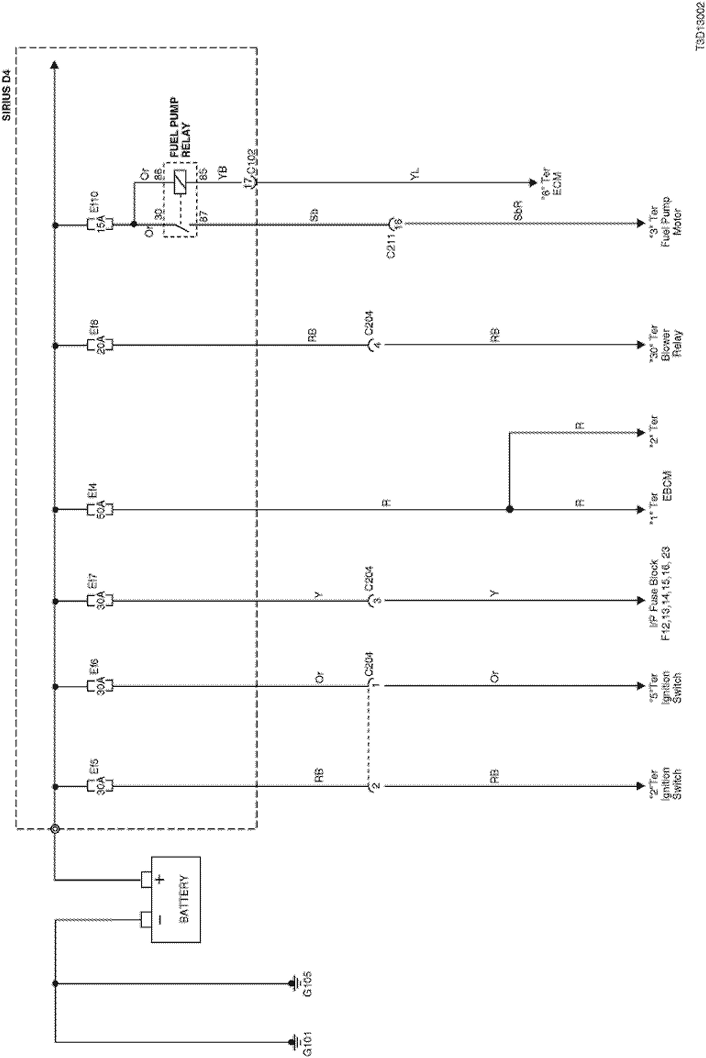 T3D13002
SIRIUS D4
BATTERY
+
−
G101
G105
Ef5
30A
RB
2
RB
"2"Ter
Ignition
Switch
Ef6
30A
Or
C204
1
Or
"5"Ter
Ignition
Switch
Ef7
30A
Y
C204
3
Y
I/P Fuse Block
F12,13,14,15,16, 23
Ef4
50A
R
R
R
"1" Ter
"2" Ter
EBCM
Ef8
20A
RB
C204
4
RB
"30" Ter
Blower
Relay
Ef10
15A
Or
Or
30
86
FUEL PUMP
RELAY
87
85
Sb
YB
17
C102
YL
"6" Ter
ECM
C211
16
SbR
"3" Ter
Fuel Pump
Motor